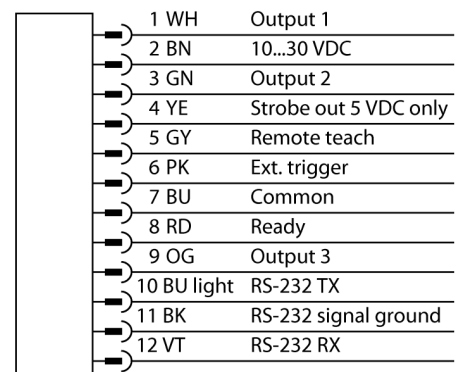 1 WH Output 1
2 BN 10...30 VDC
3 GN Output 2
4 YE Strobe out 5 VDC only
5 GY Remote teach
6 PK Ext. trigger
7 BU Common
8 RD Ready
9 OG Output 3
10 BU light RS-232 TX
11 BK RS-232 signal ground
12 VT RS-232 RX